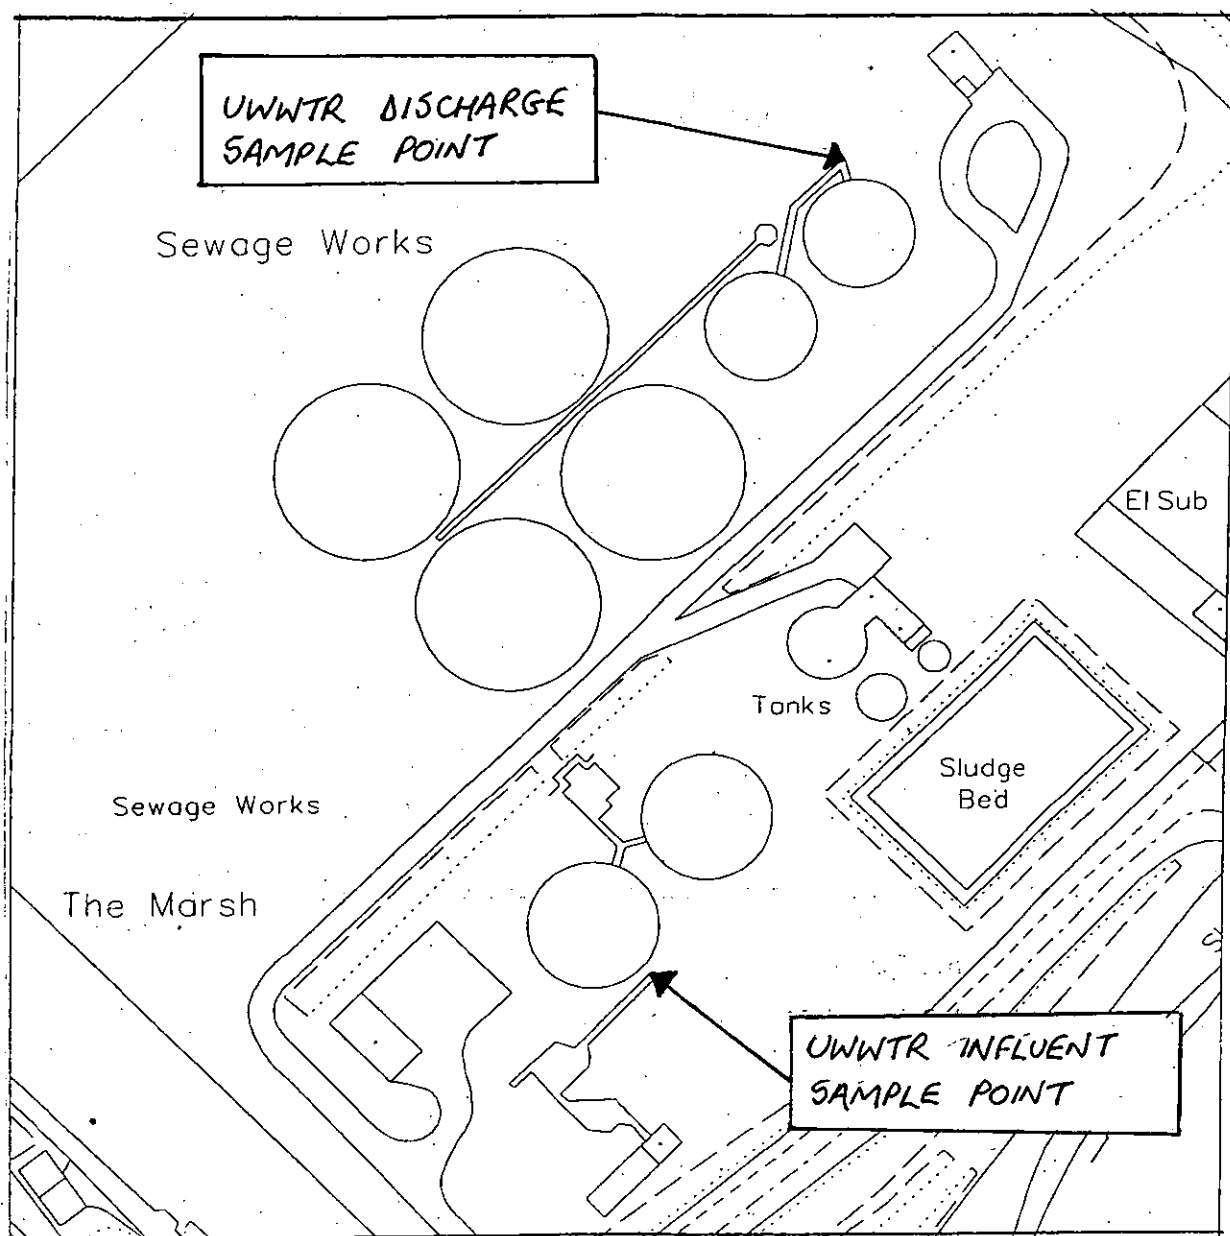 UWWTR DISCHARGE
SAMPLE POINT
Sewage Works
El Sub
Tanks
Sludge
Bed
Sewage Works
The Marsh
UWWTR INFLUENT
SAMPLE POINT